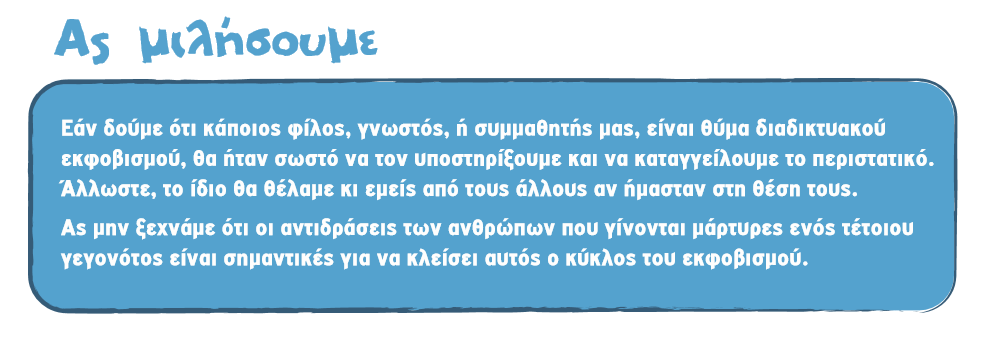 Ας μιλήσουμε
Εάν δούμε ότι κάποιος φίλος, γνωστός, ή συμμαθητής μας, είναι θύμα διαδικτυακού
εκφοβισμού, θα ήταν σωστό να τον υποστηρίξουμε και να καταγγείλουμε το περιστατικό.
Άλλωστε, το ίδιο θα θέλαμε κι εμείς από τους άλλους αν ήμασταν στη θέση τους.
Ας μην ξεχνάμε ότι οι αντιδράσεις των ανθρώπων που γίνονται μάρτυρες ενός τέτοιου
γεγονότος είναι σημαντικές για να κλείσει αυτός ο κύκλος του εκφοβισμού.